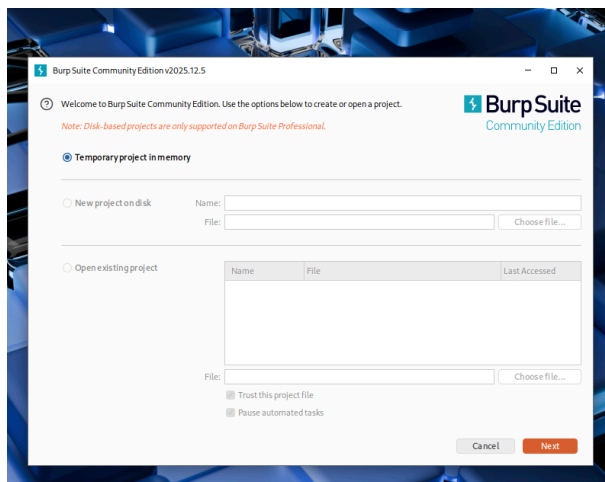 Burp Suite Community Edition v2025.12.5
Welcome to Burp Suite Community Edition. Use the options below to create or open a project.
Note: Disk-based projects are only supported on Burp Suite Professional.
Burp Suite
Community Edition
Temporary project in memory
New project on disk
Name:
File:
Choose file...
Open existing project
Name File Last Accessed
File:
Choose file...
Trust this project file
Pause automated tasks
Cancel Next